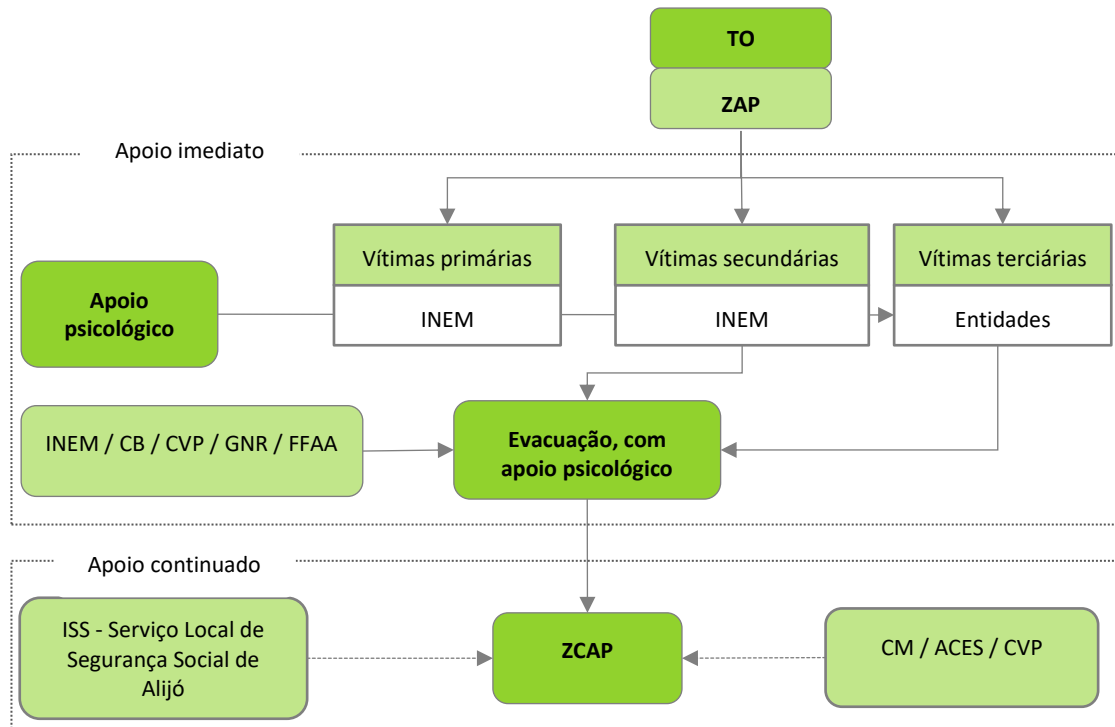 TO
ZAP
Apoio imediato
Vítimas primárias
Vítimas secundárias
Vítimas terciárias
Apoio
psicológico
INEM
INEM
Entidades
INEM / CB / CVP / GNR / FFAA
Evacuação, com
apoio psicológico
Apoio continuado
ISS - Serviço Local de
Segurança Social de
Alijó
ZCAP
CM / ACES / CVP